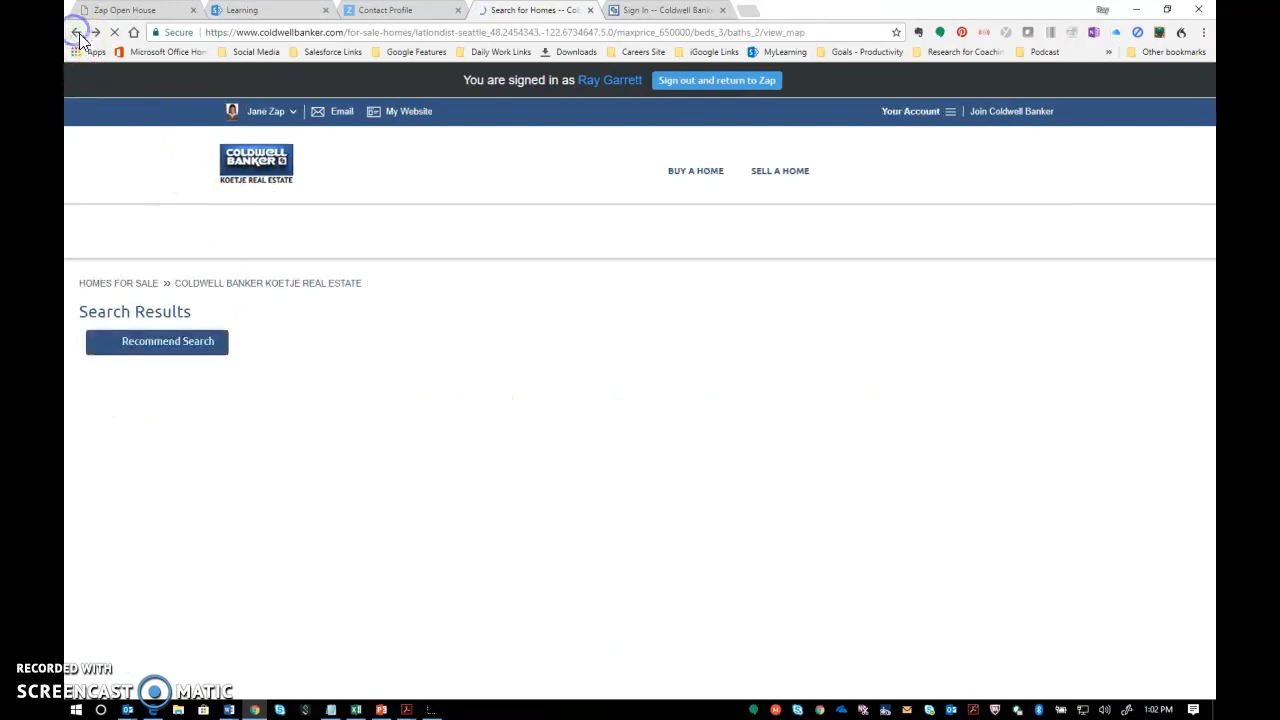 Zap Open House
Learning
Contact Profile
Search for Homes -- Col
Sign In -- Coldwell Banke
Ray
Secure
https://www.coldwellbanker.com/for-sale-homes/lationdist-seattle_48.2454343.-122.6734647.5.0/maxprice_650000/beds_3/baths_2/view_map
Apps
Microsoft Office Hom
Social Media
Salesforce Links
Google Features
Daily Work Links
Downloads
Careers Site
iGoogle Links
MyLearning
Goals - Productivity
Research for Coachin
Podcast
»
Other bookmarks
You are signed in as Ray Garrett
Sign out and return to Zap
Jane Zap
Email
My Website
Your Account
Join Coldwell Banker
COLDWELL
BANKER
KOETJE REAL ESTATE
BUY A HOME
SELL A HOME
HOMES FOR SALE » COLDWELL BANKER KOETJE REAL ESTATE
Search Results
Recommend Search
RECORDED WITH
SCREENCAST MATIC
1:02 PM